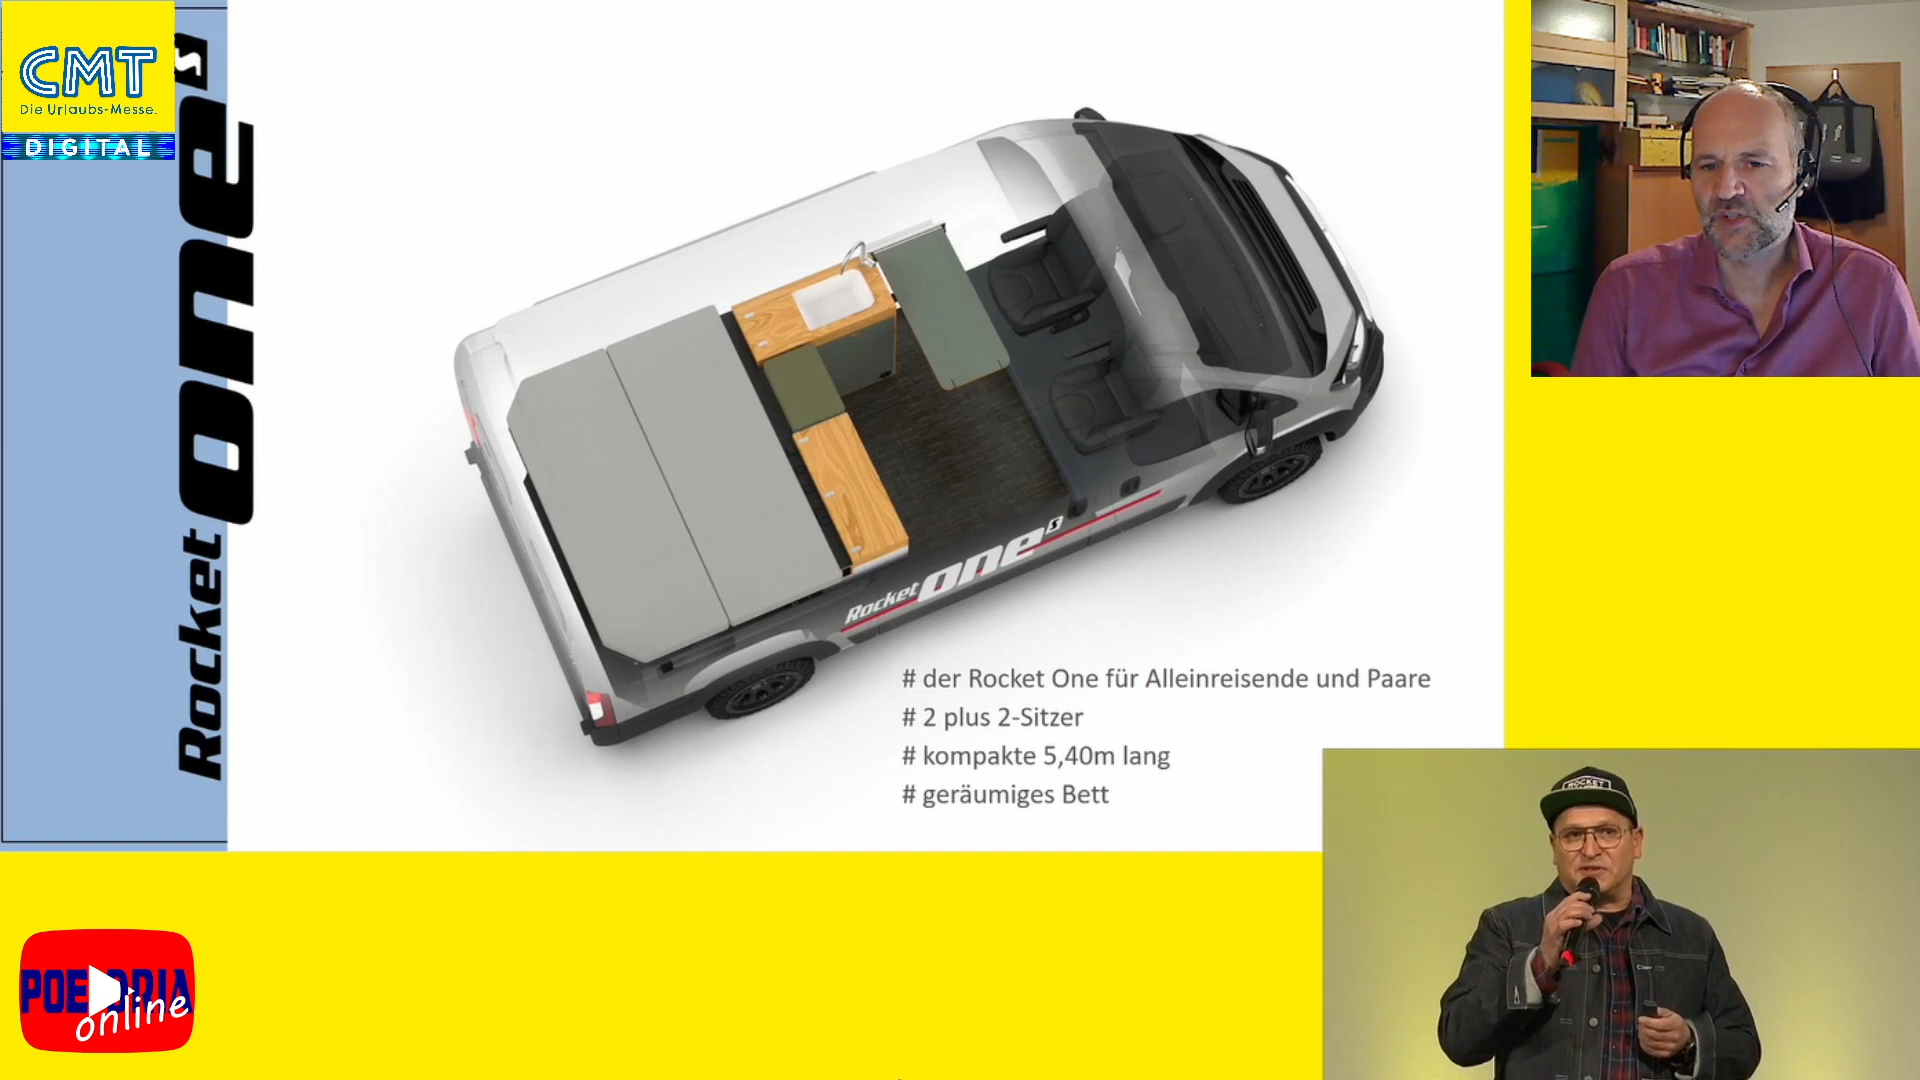 CMT
Die Urlaubs-Messe.
DIGITAL
Rocket one s
Rocket one s
# der Rocket One für Alleinreisende und Paare
# 2 plus 2-Sitzer
# kompakte 5,40m lang
# geräumiges Bett
ROCKET
online